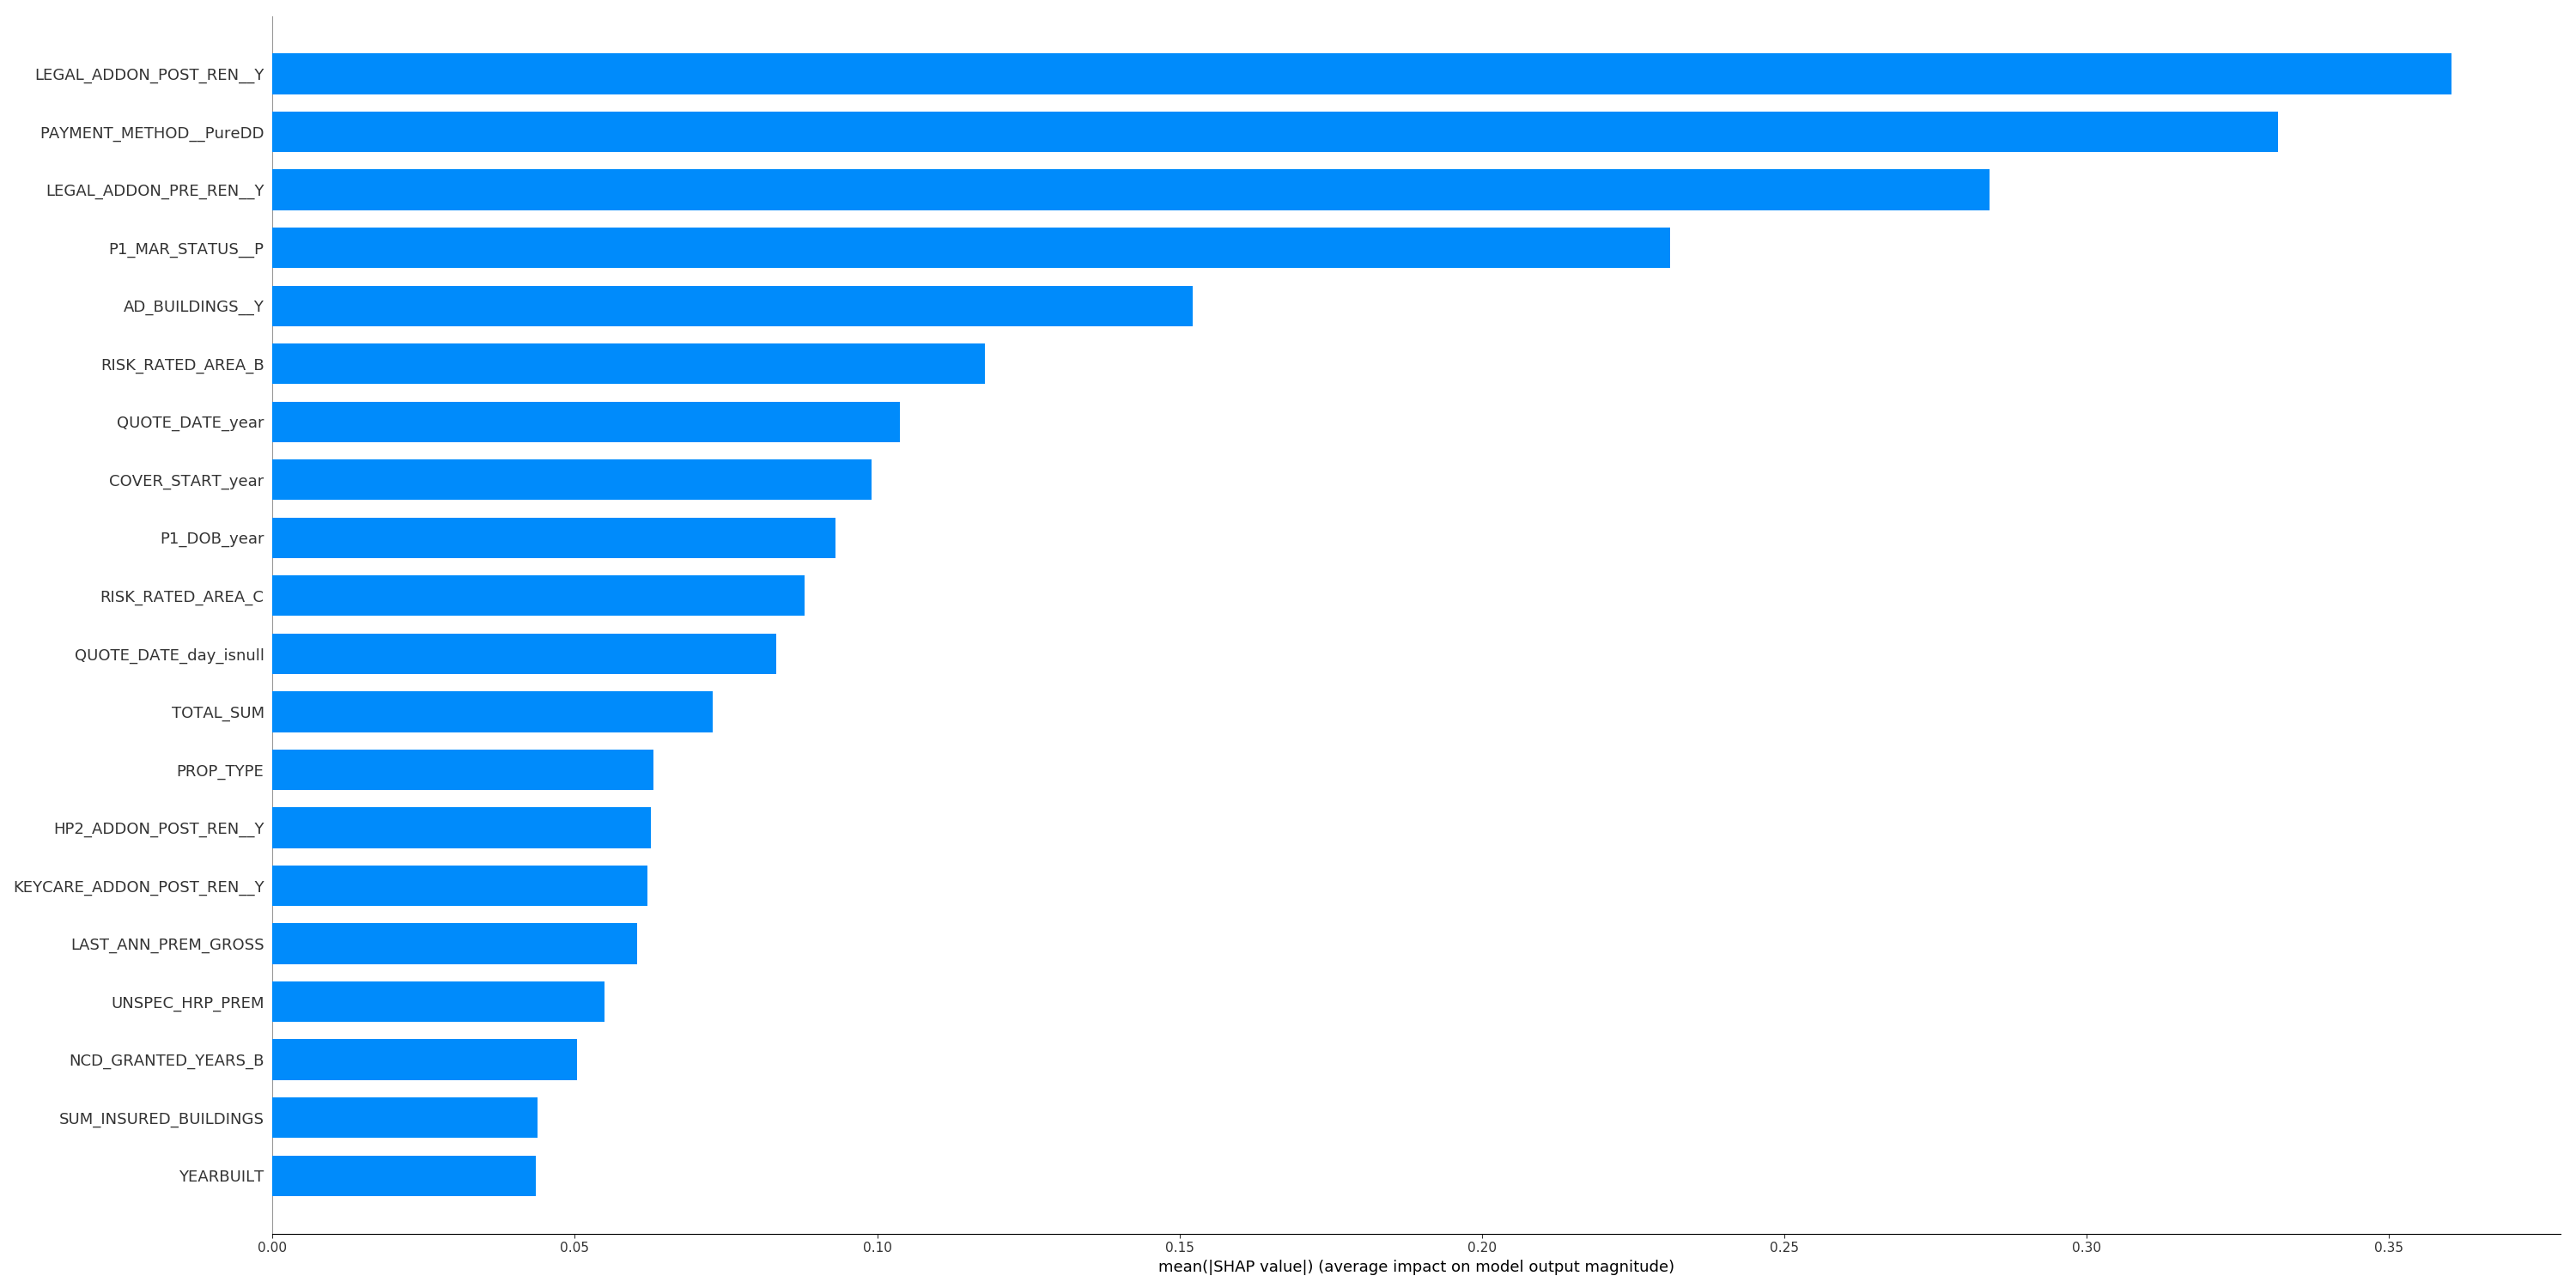 LEGAL_ADDON_POST_REN__Y
PAYMENT_METHOD__PureDD
LEGAL_ADDON_PRE_REN__Y
P1_MAR_STATUS__P
AD_BUILDINGS__Y
RISK_RATED_AREA_B
QUOTE_DATE_year
COVER_START_year
P1_DOB_year
RISK_RATED_AREA_C
QUOTE_DATE_day_isnull
TOTAL_SUM
PROP_TYPE
HP2_ADDON_POST_REN__Y
KEYCARE_ADDON_POST_REN__Y
LAST_ANN_PREM_GROSS
UNSPEC_HRP_PREM
NCD_GRANTED_YEARS_B
SUM_INSURED_BUILDINGS
YEARBUILT
0.00 0.05 0.10 0.15 0.20 0.25 0.30 0.35
mean(|SHAP value|) (average impact on model output magnitude)